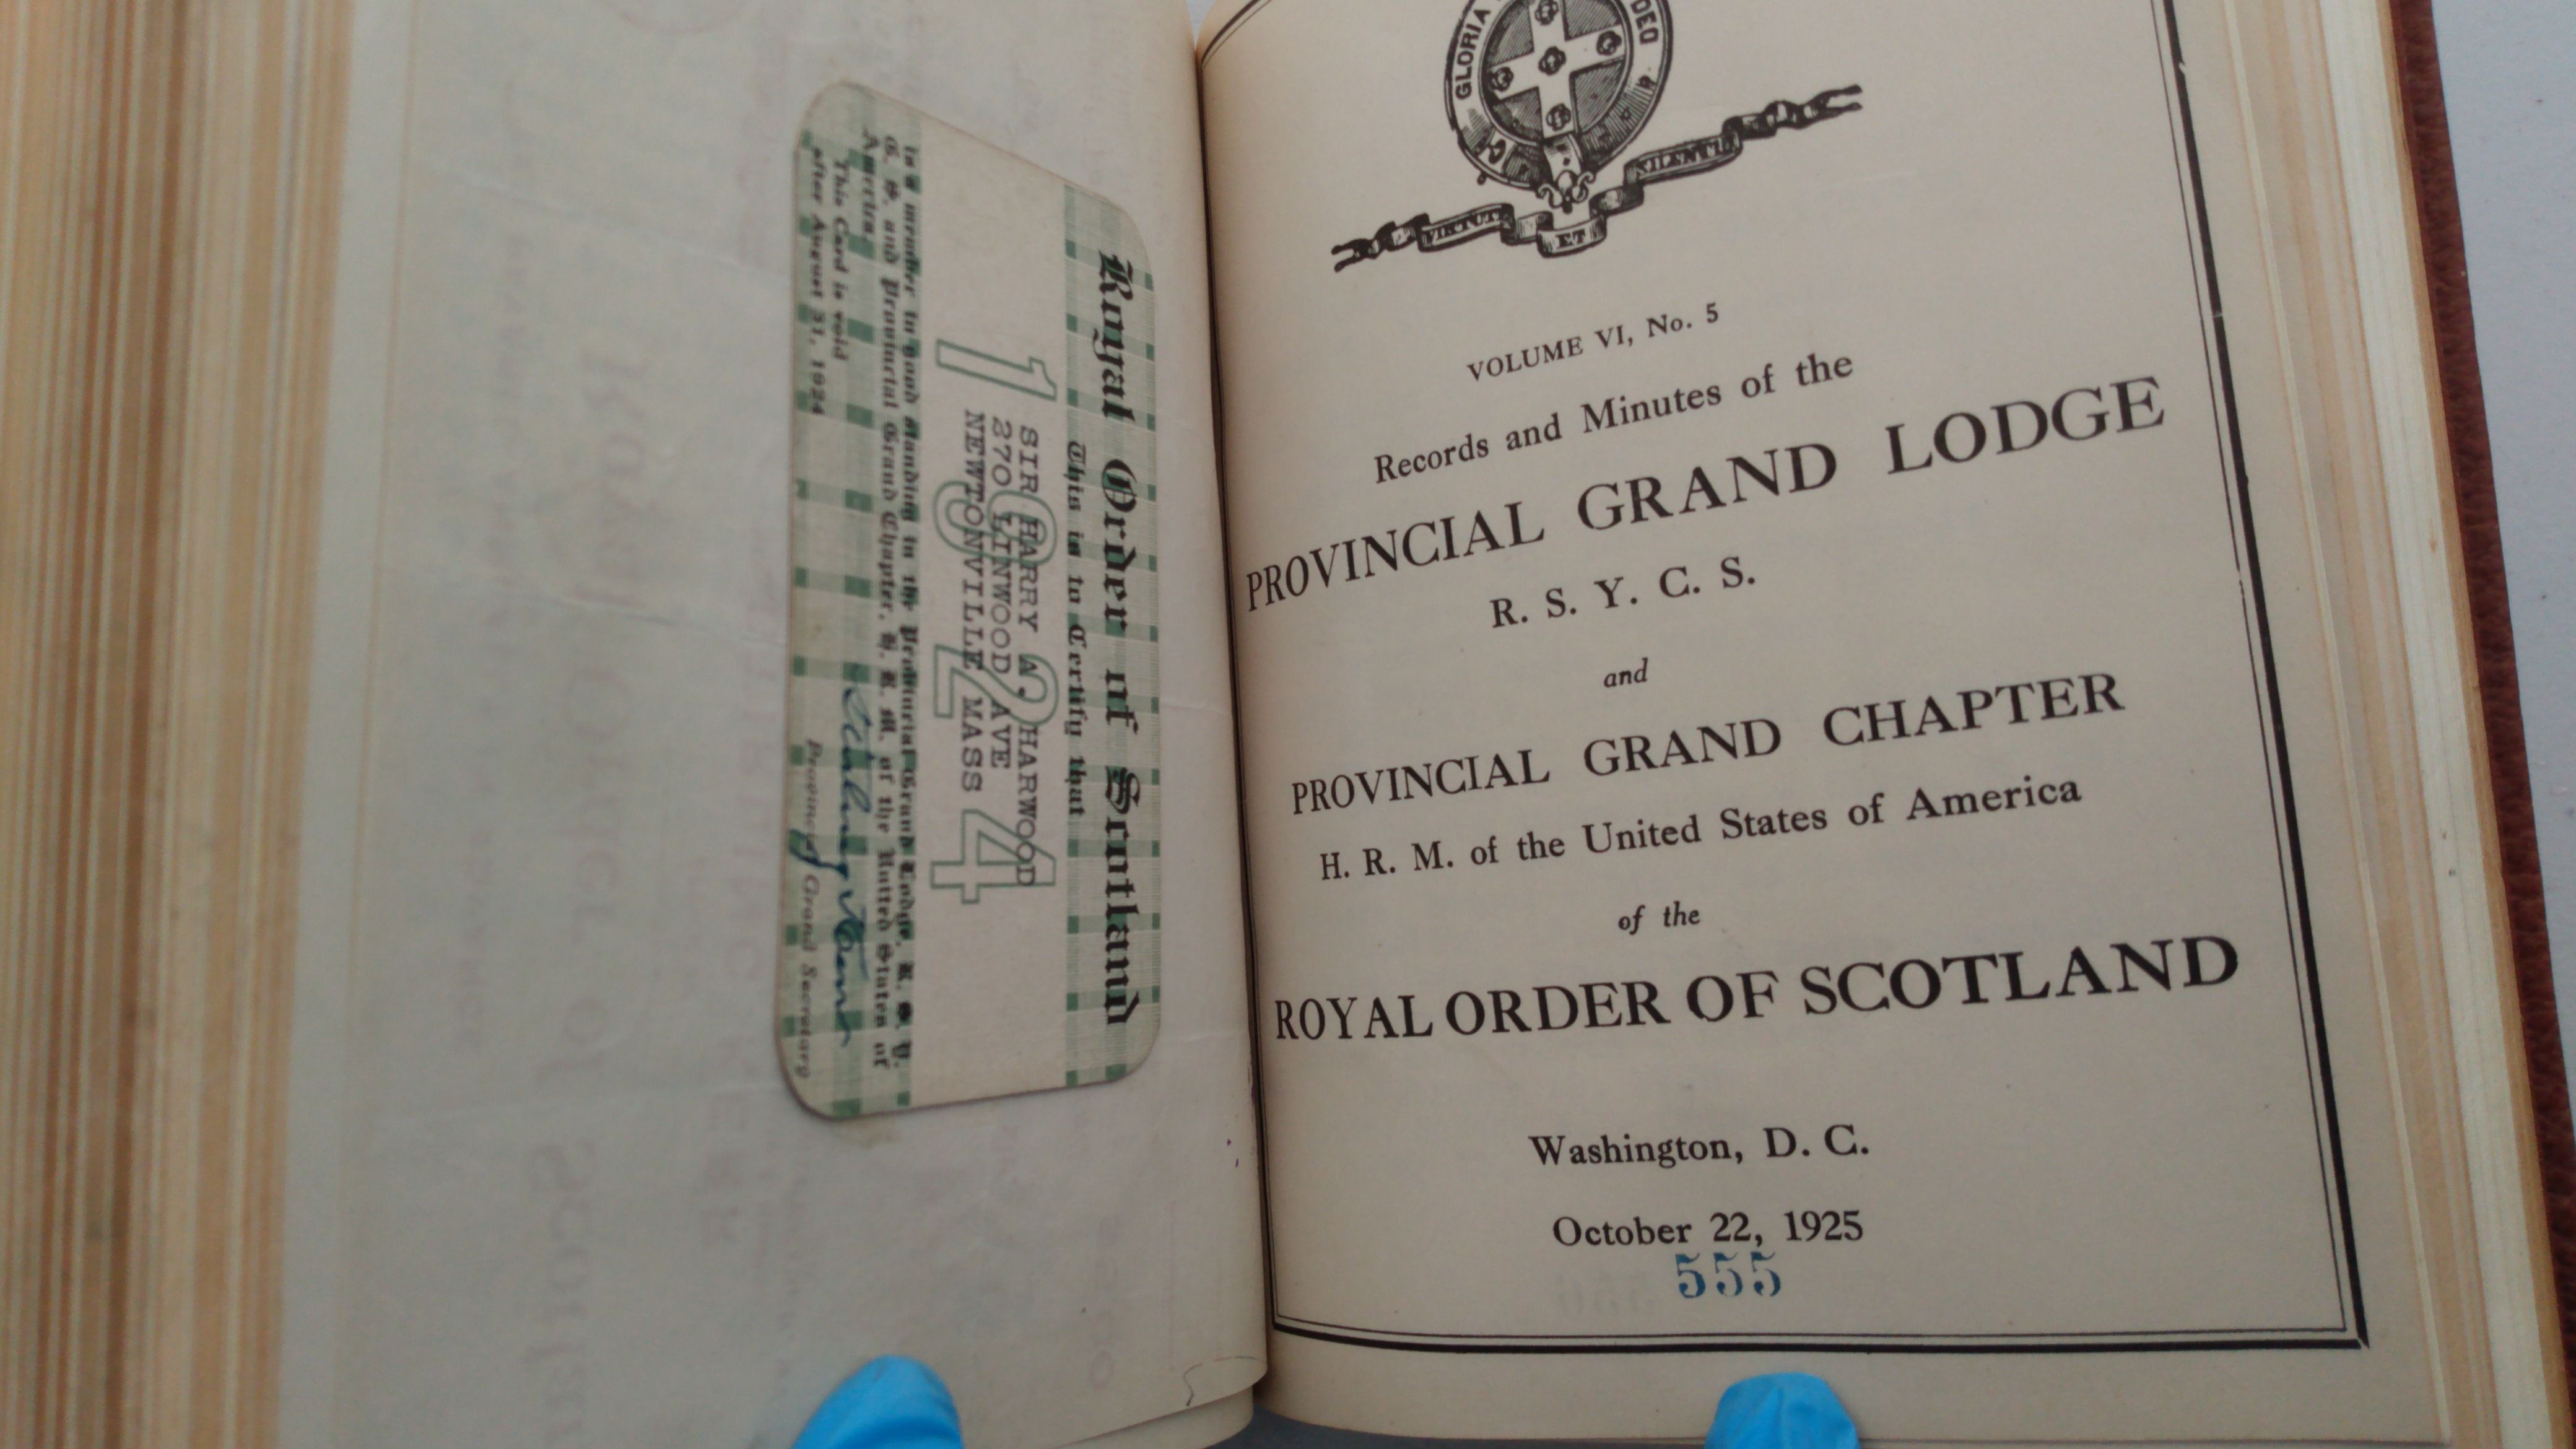 Royal Order of Scotland
This is to Certify that
1924
SIR HARRY A. HARWOOD
270 LINWOOD AVE
NEWTONVILLE MASS
is a member in good standing in the Provincial Grand Lodge, R. S. Y.
C. S. and Provincial Grand Chapter, H. R. M. of the United States of
America
This Card is void
after August 31, 1924
Provincial Grand Secretary
GLORIA DEO
VIRTUTI ET SILENTIO
VOLUME VI, No. 5
Records and Minutes of the
PROVINCIAL GRAND LODGE
R. S. Y. C. S.
and
PROVINCIAL GRAND CHAPTER
H. R. M. of the United States of America
of the
ROYAL ORDER OF SCOTLAND
Washington, D. C.
October 22, 1925
555